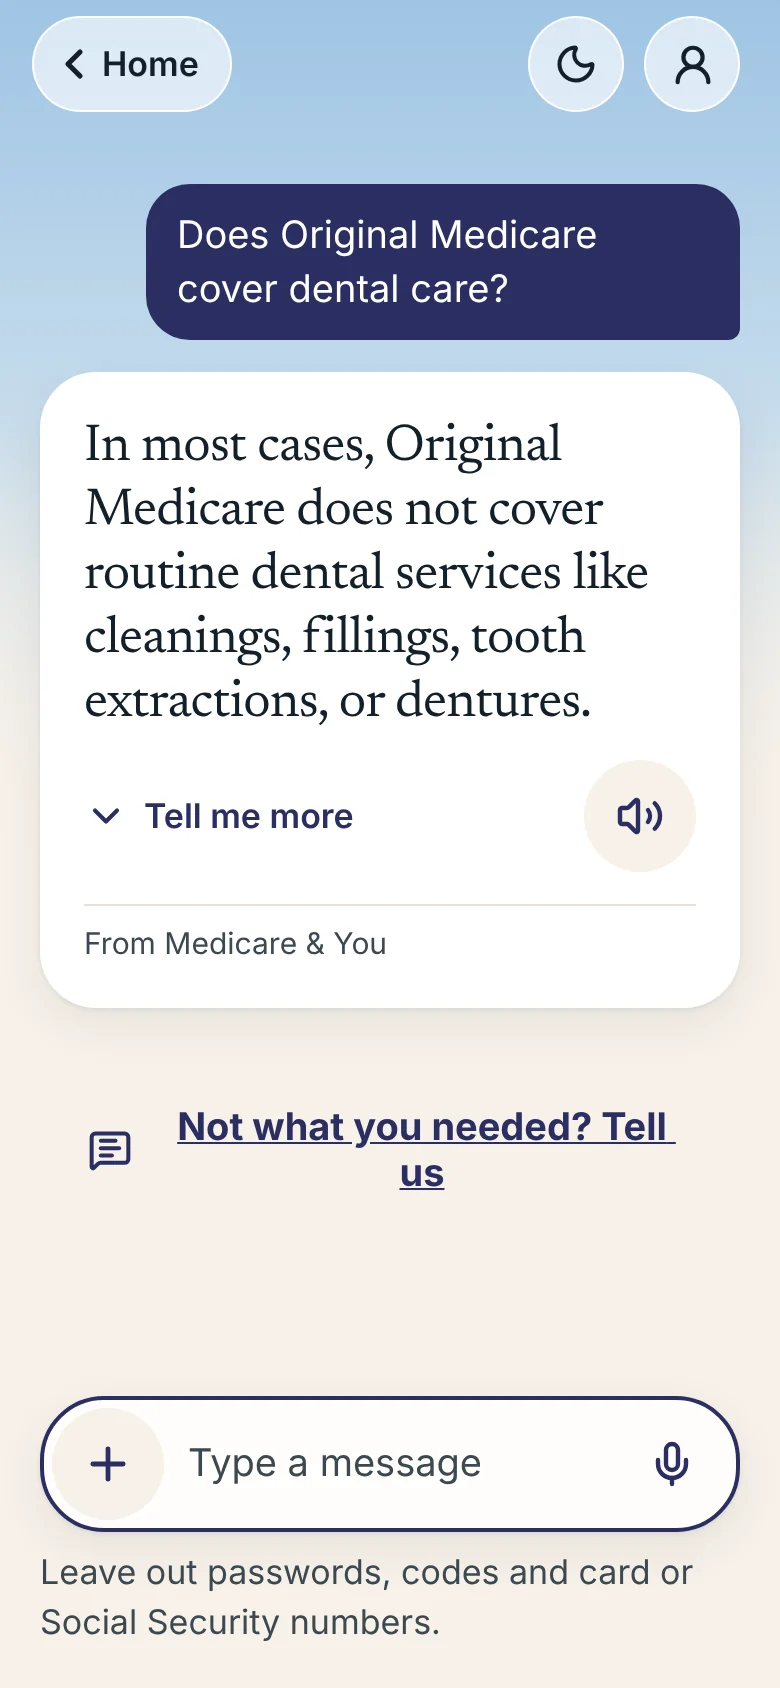 Home
Does Original Medicare
cover dental care?
In most cases, Original
Medicare does not cover
routine dental services like
cleanings, fillings, tooth
extractions, or dentures.
Tell me more
From Medicare & You
Not what you needed? Tell
us
Type a message
Leave out passwords, codes and card or
Social Security numbers.